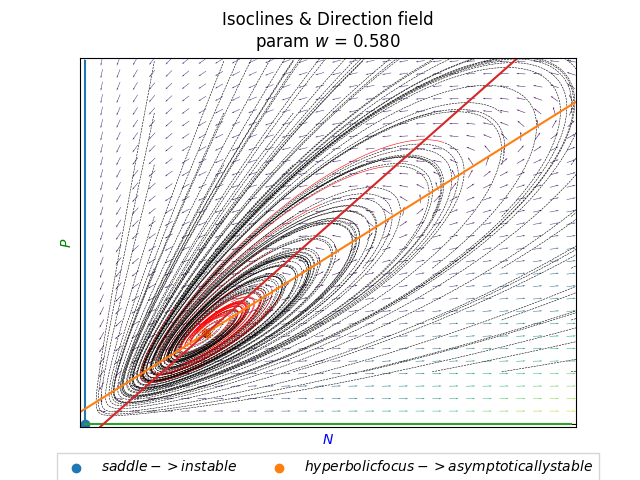 Isoclines & Direction field
param w = 0.580
P
N
saddle − > instable
hyperbolicfocus − > asymptoticallystable